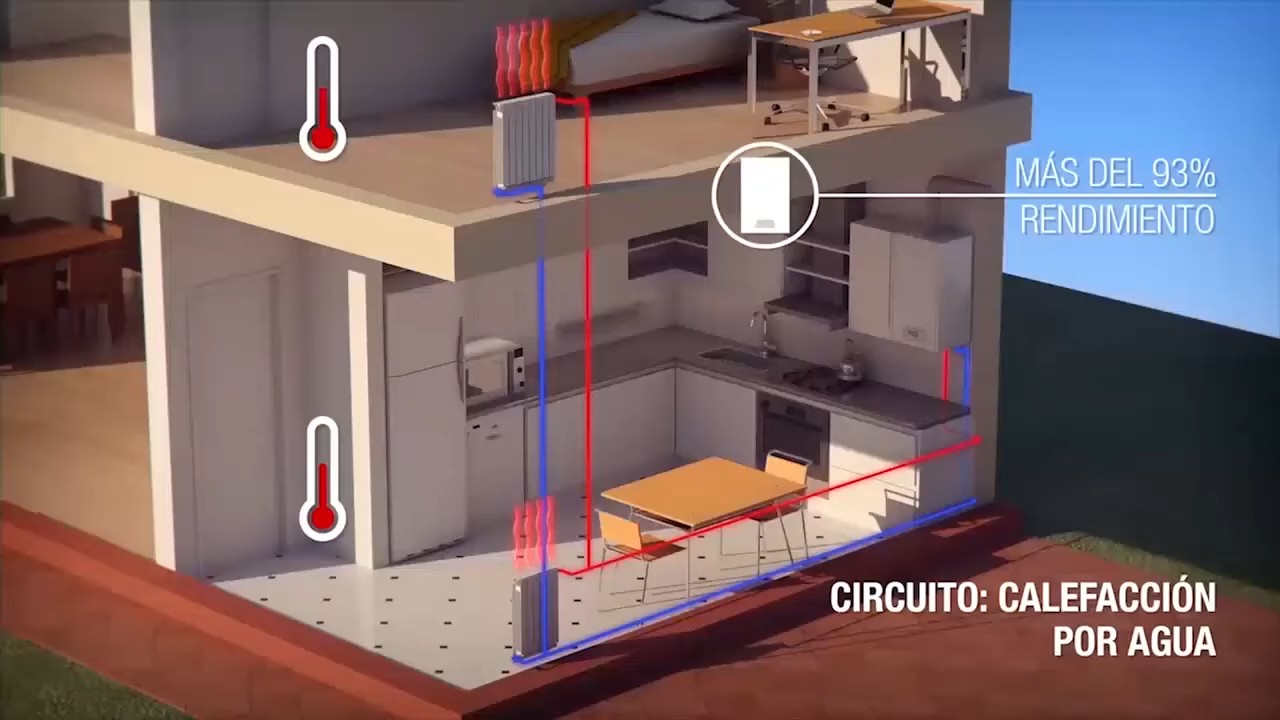 MÁS DEL 93%
RENDIMIENTO
CIRCUITO: CALEFACCIÓN
POR AGUA